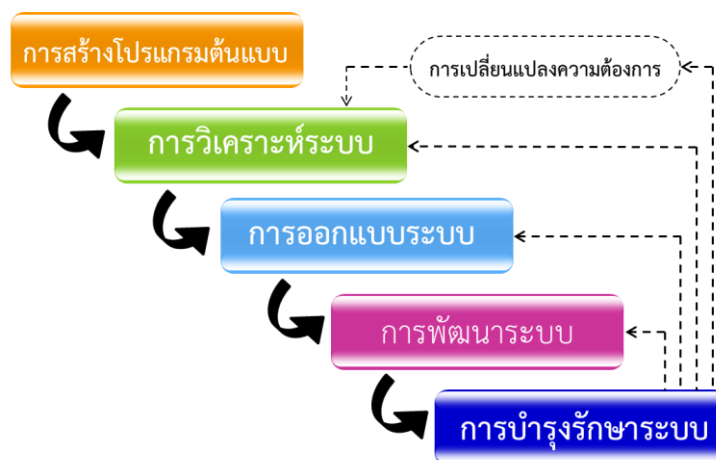 การสร้างโปรแกรมต้นแบบ
การเปลี่ยนแปลงความต้องการ
การวิเคราะห์ระบบ
การออกแบบระบบ
การพัฒนาระบบ
การบำรุงรักษาระบบ